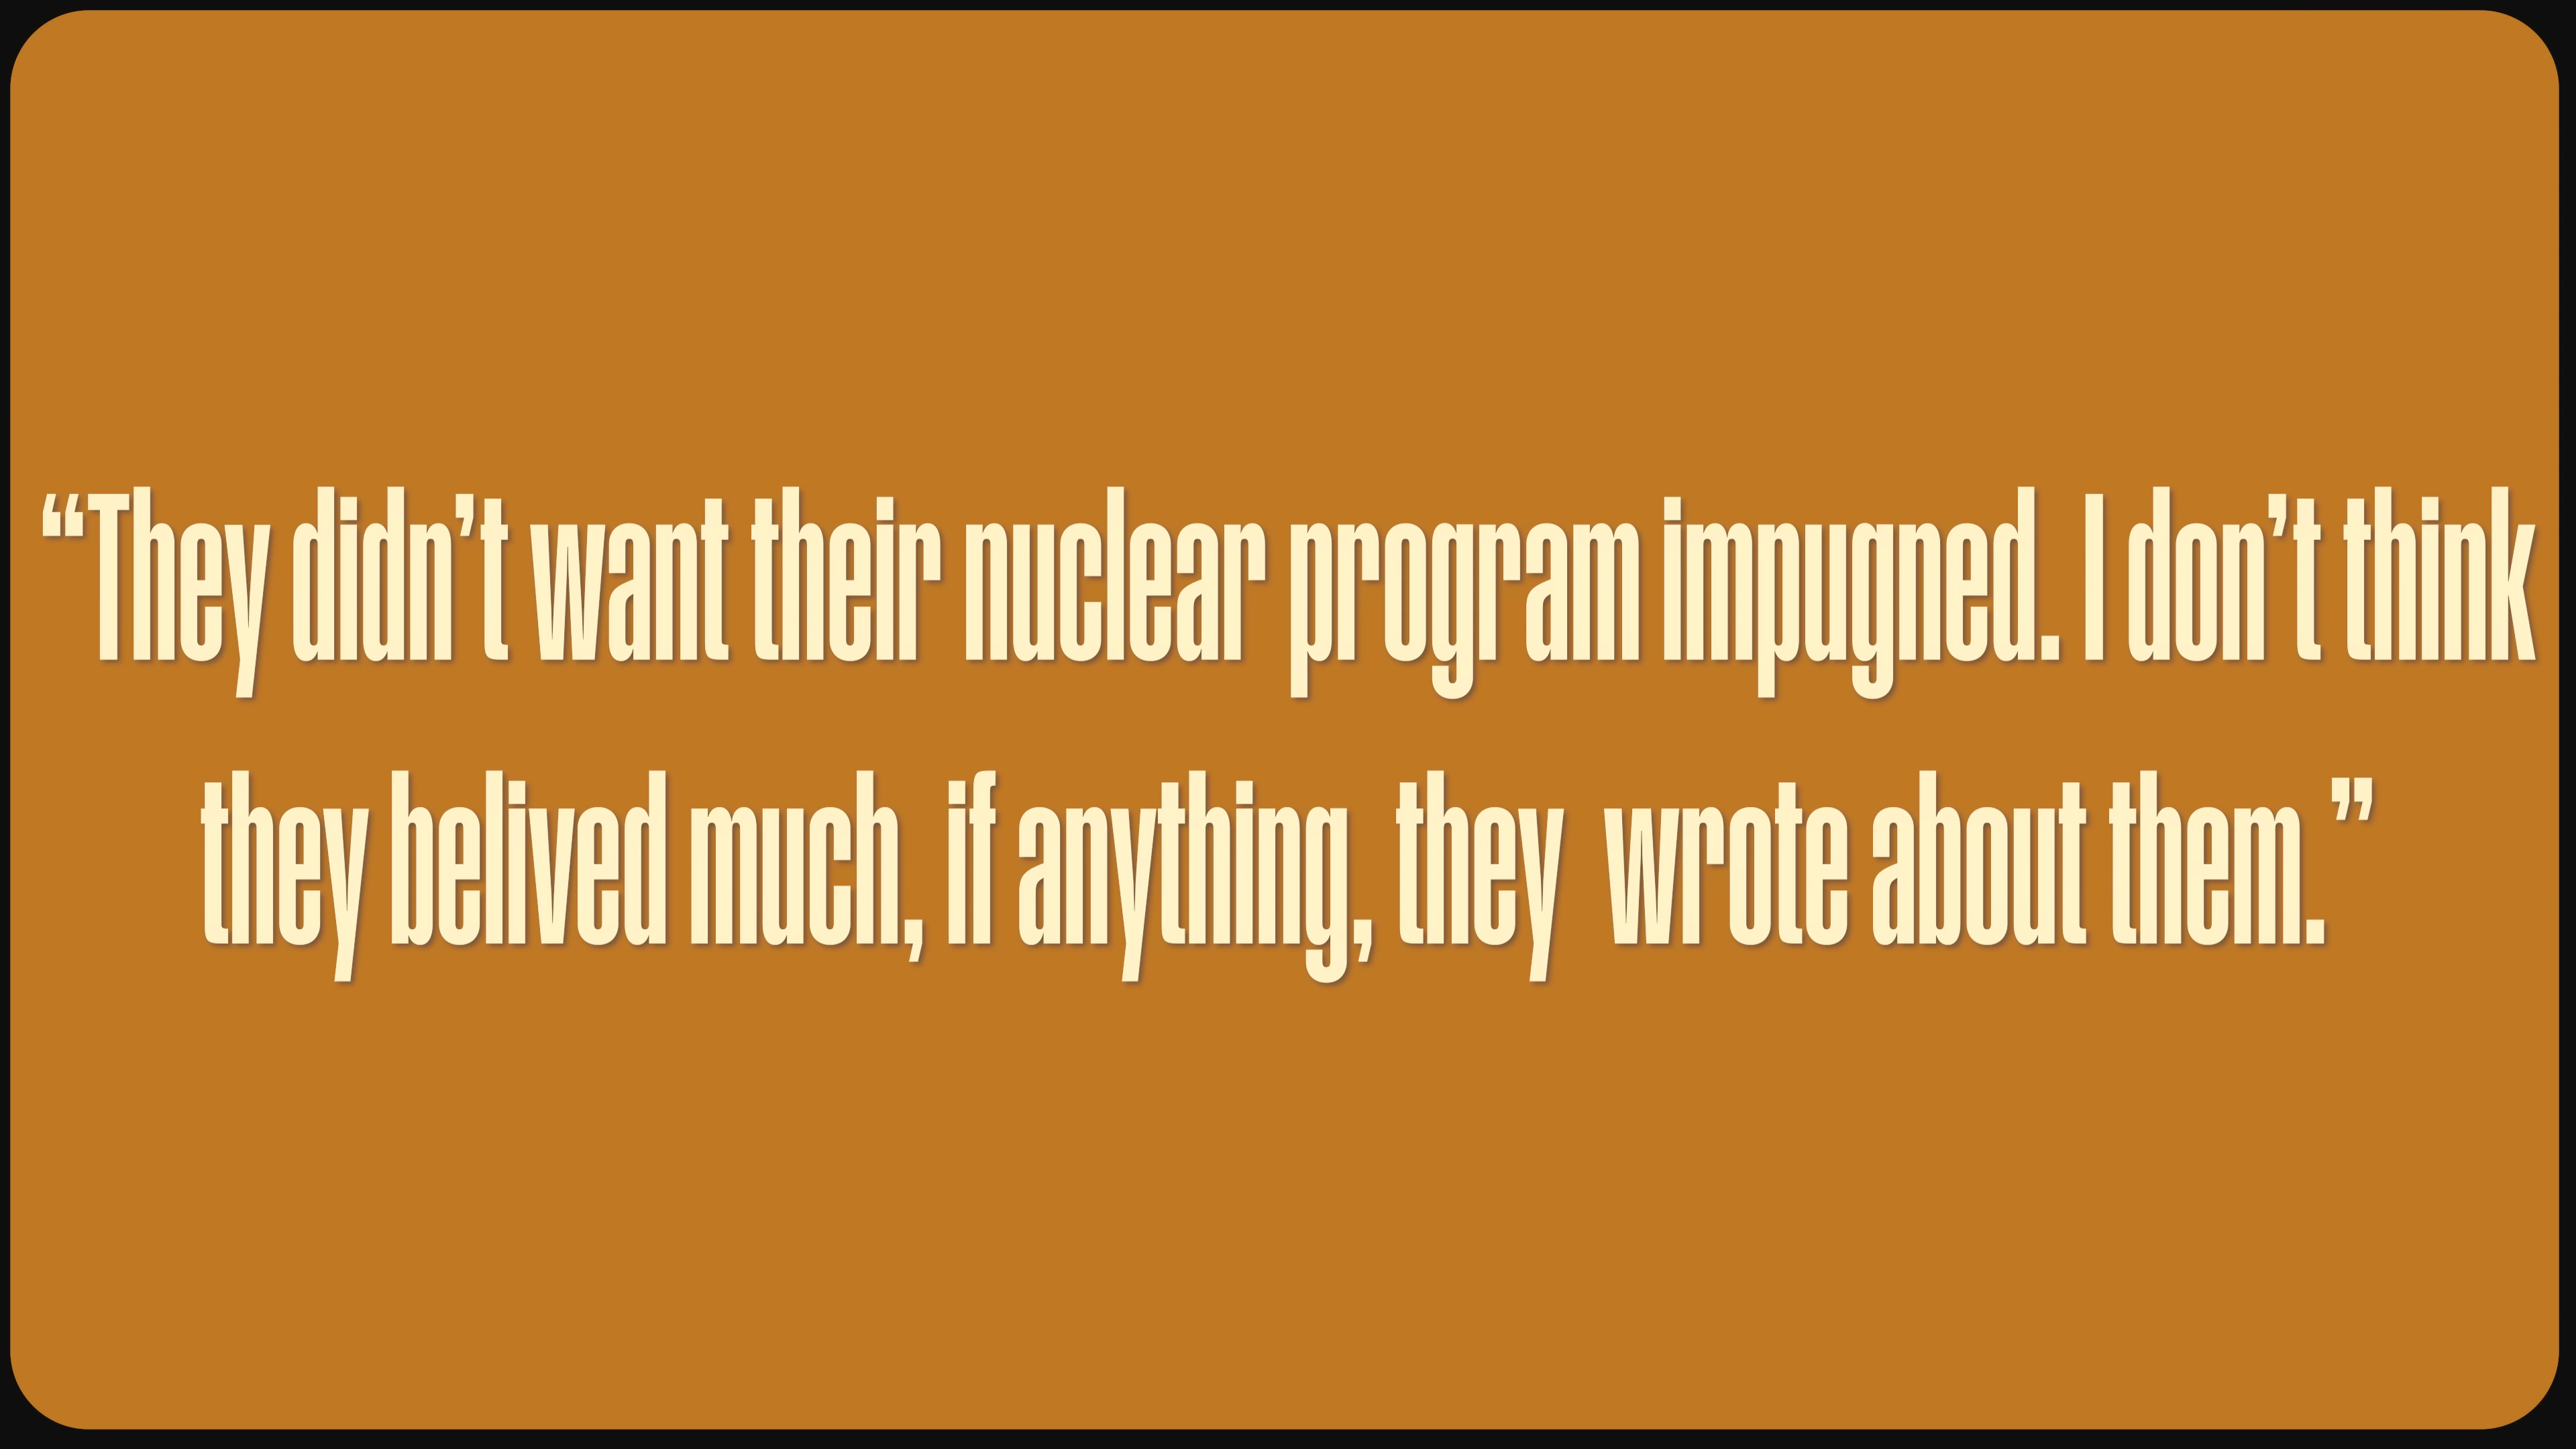 “They didn’t want their nuclear program impugned. I don’t think
they belived much, if anything, they  wrote about them.”